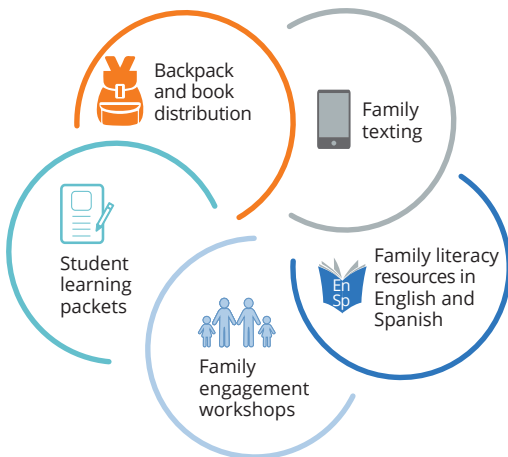 Backpack
and book
distribution
Family
texting
Family literacy
resources in
English and
Spanish
En
Sp
Family
engagement
workshops
Student
learning
packets